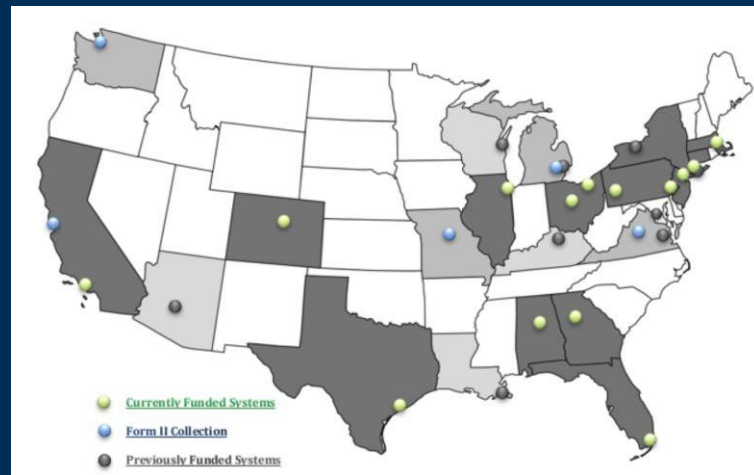 Currently Funded Systems
Form II Collection
Previously Funded Systems